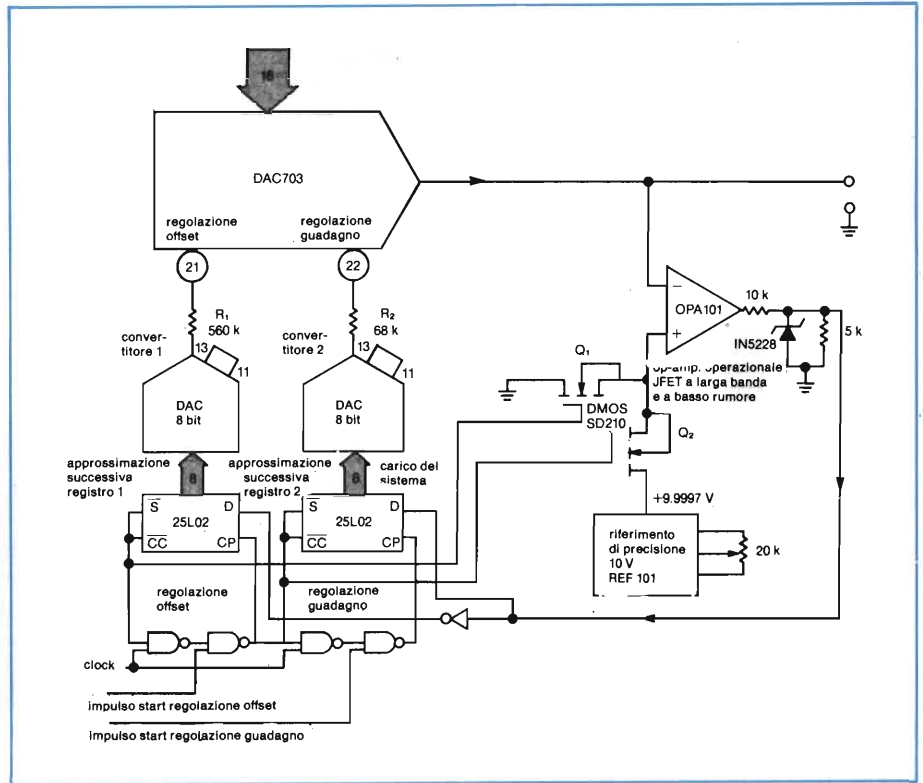 16
DAC703
regolazione
offset
regolazione
guadagno
21
22
R₁
560 k
R₂
68 k
conver-
titore 1
13
11
conver-
titore 2
13
11
DAC
8 bit
DAC
8 bit
approssimazione
successiva
registro 1
8
approssimazione
successiva
registro 2
8
carico del
sistema
S̅ D
25L02
C̅C̅ CP
S̅ D
25L02
C̅C̅ CP
regolazione
offset
regolazione
guadagno
clock
impulso start regolazione offset
impulso start regolazione guadagno
−
OPA101
+
10 k
IN5228
5 k
op-amp. operazionale
JFET a larga banda
e a basso rumore
Q₁
DMOS
SD210
Q₂
+9.9997 V
riferimento
di precisione
10 V
REF 101
20 k